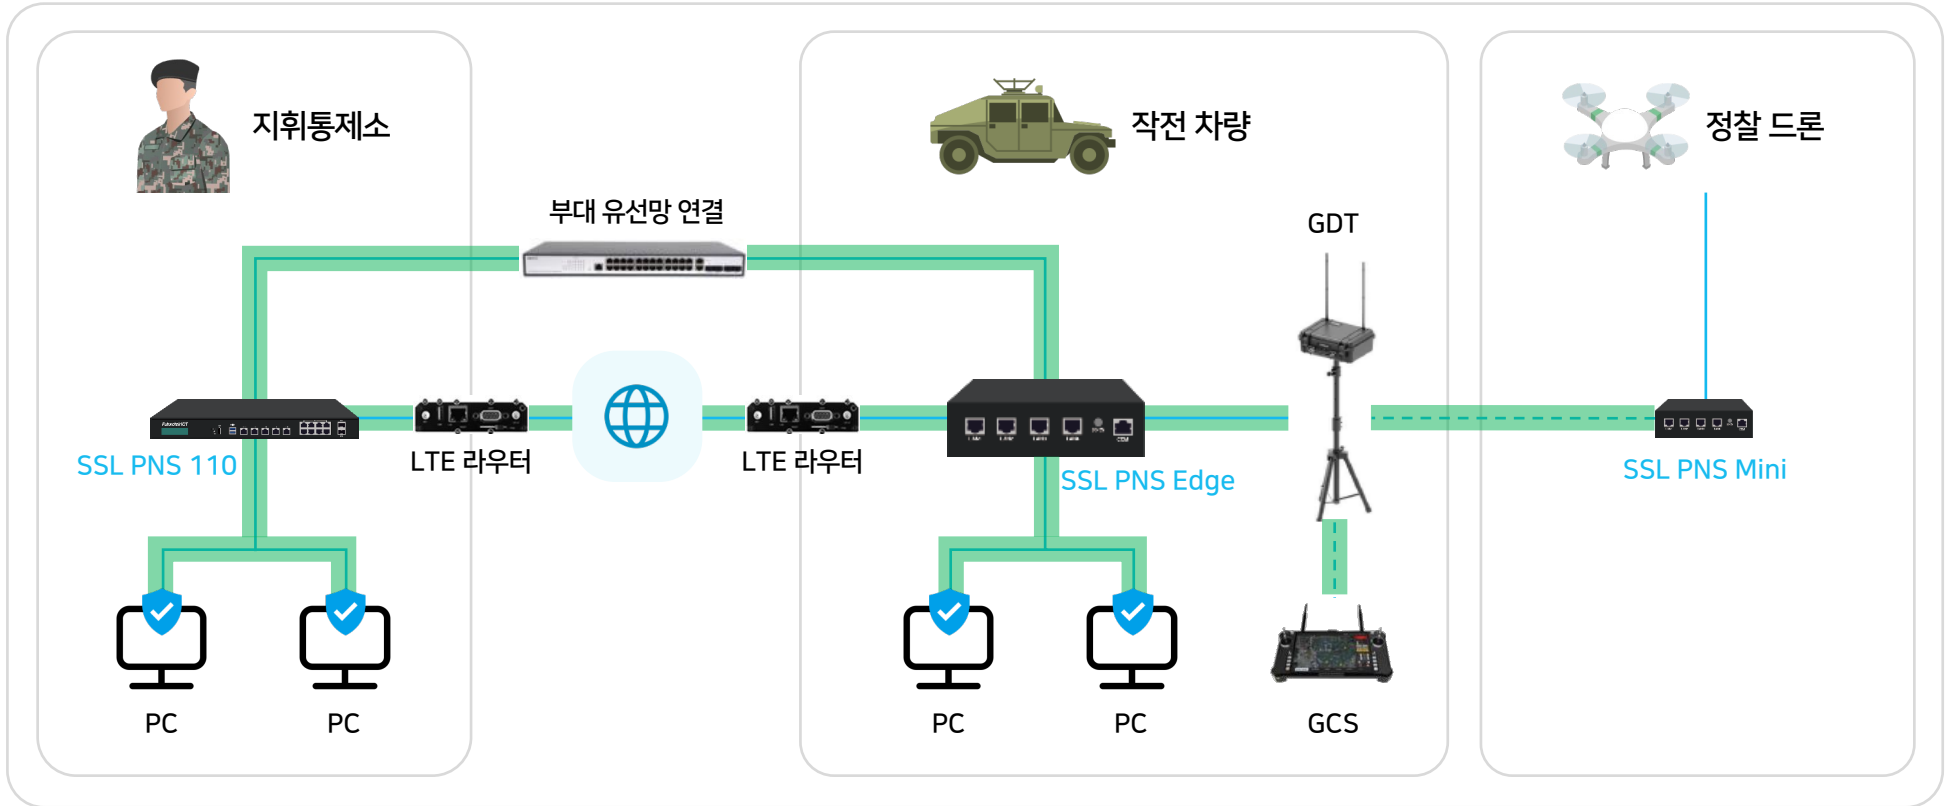 지휘통제소
작전 차량
정찰 드론
부대 유선망 연결
GDT
SSL PNS 110
LTE 라우터
LTE 라우터
SSL PNS Edge
SSL PNS Mini
PC
PC
PC
PC
GCS